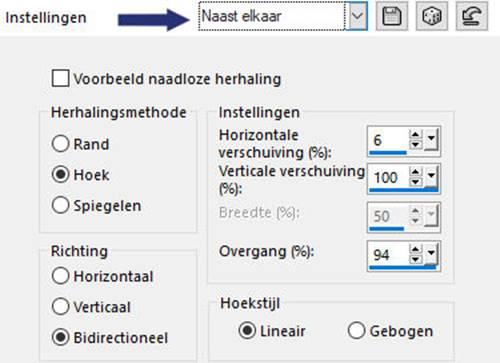 Instellingen
Naast elkaar
Voorbeeld naadloze herhaling
Herhalingsmethode
Rand
Hoek
Spiegelen
Richting
Horizontaal
Verticaal
Bidirectioneel
Instellingen
Horizontale
verschuiving (%):
6
Verticale verschuiving
(%):
100
Breedte (%):
50
Overgang (%):
94
Hoekstijl
Lineair
Gebogen